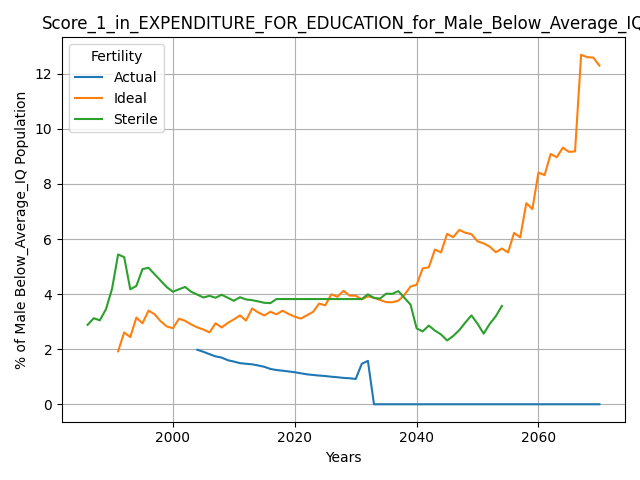 Score_1_in_EXPENDITURE_FOR_EDUCATION_for_Male_Below_Average_IQ
Fertility
Actual
Ideal
Sterile
% of Male Below_Average_IQ Population
12
10
8
6
4
2
0
2000 2020 2040 2060
Years